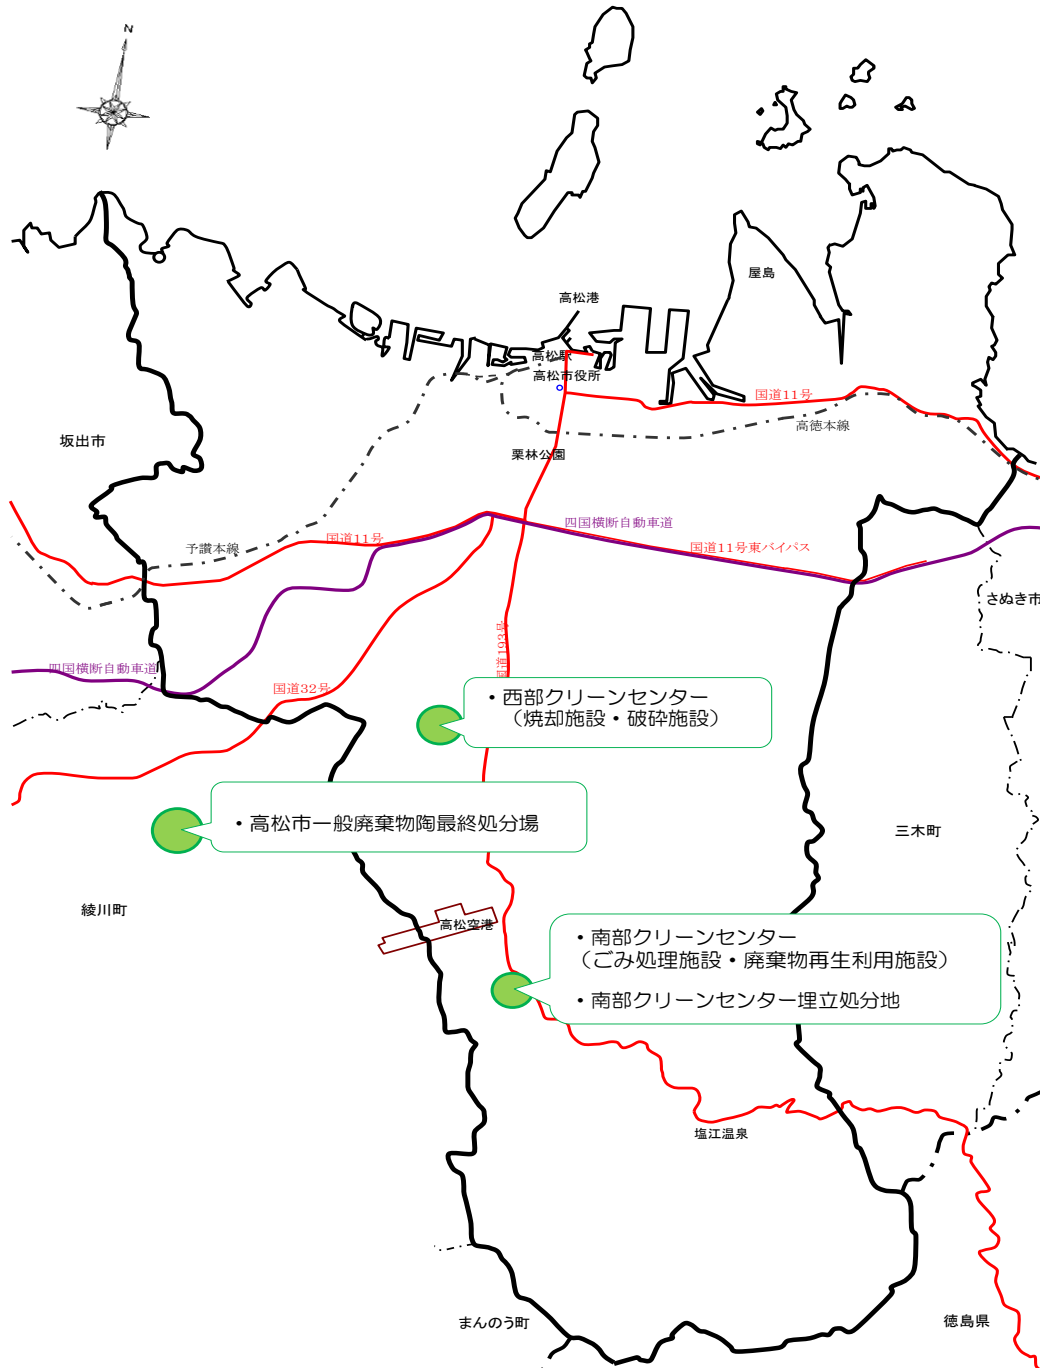 N
屋島
高松港
高松駅
高松市役所
国道11号
高徳本線
坂出市
栗林公園
四国横断自動車道
国道11号
予讃本線
国道11号東バイパス
さぬき市
国道193号
四国横断自動車道
国道32号
・西部クリーンセンター
（焼却施設・破砕施設）
・高松市一般廃棄物陶最終処分場
三木町
綾川町
高松空港
・南部クリーンセンター
（ごみ処理施設・廃棄物再生利用施設）
・南部クリーンセンター埋立処分地
塩江温泉
まんのう町
徳島県